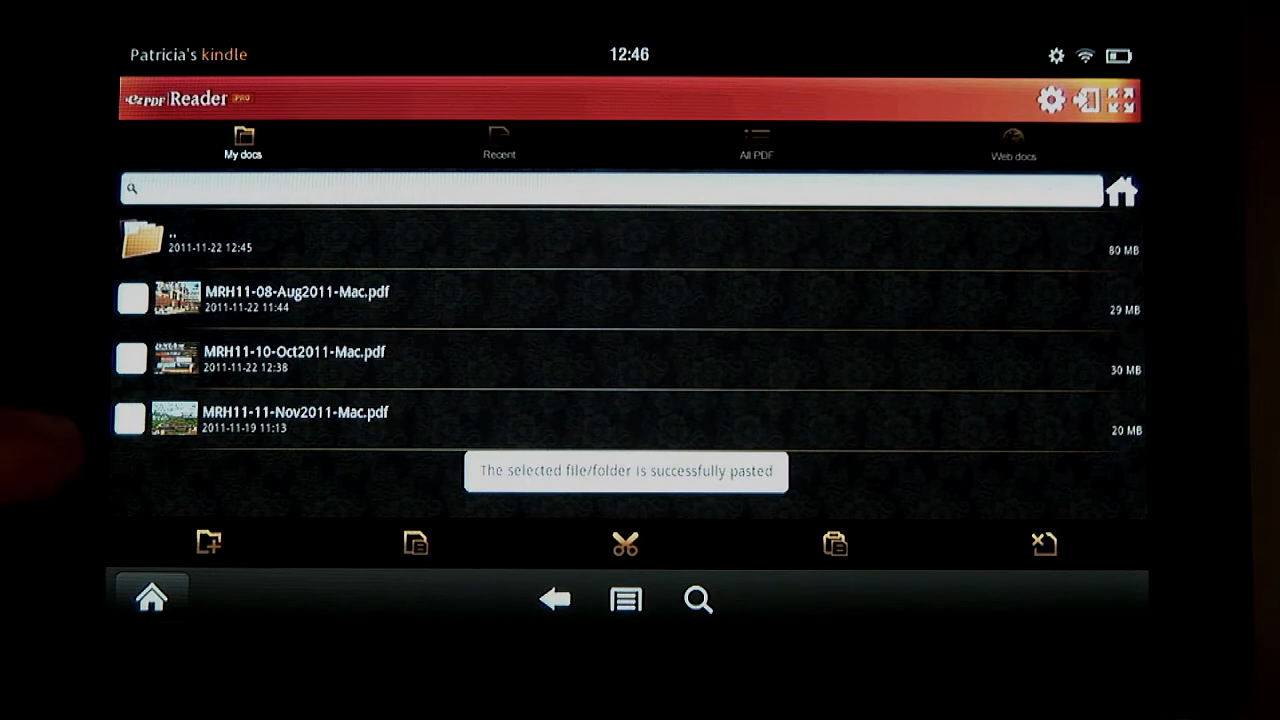 Patricia's kindle
12:46
ezPDF Reader PRO
My docs
Recent
All PDF
Web docs
..
2011-11-22 12:45
80 MB
MRH11-08-Aug2011-Mac.pdf
2011-11-22 11:44
29 MB
MRH11-10-Oct2011-Mac.pdf
2011-11-22 12:38
30 MB
MRH11-11-Nov2011-Mac.pdf
2011-11-19 11:13
20 MB
The selected file/folder is successfully pasted